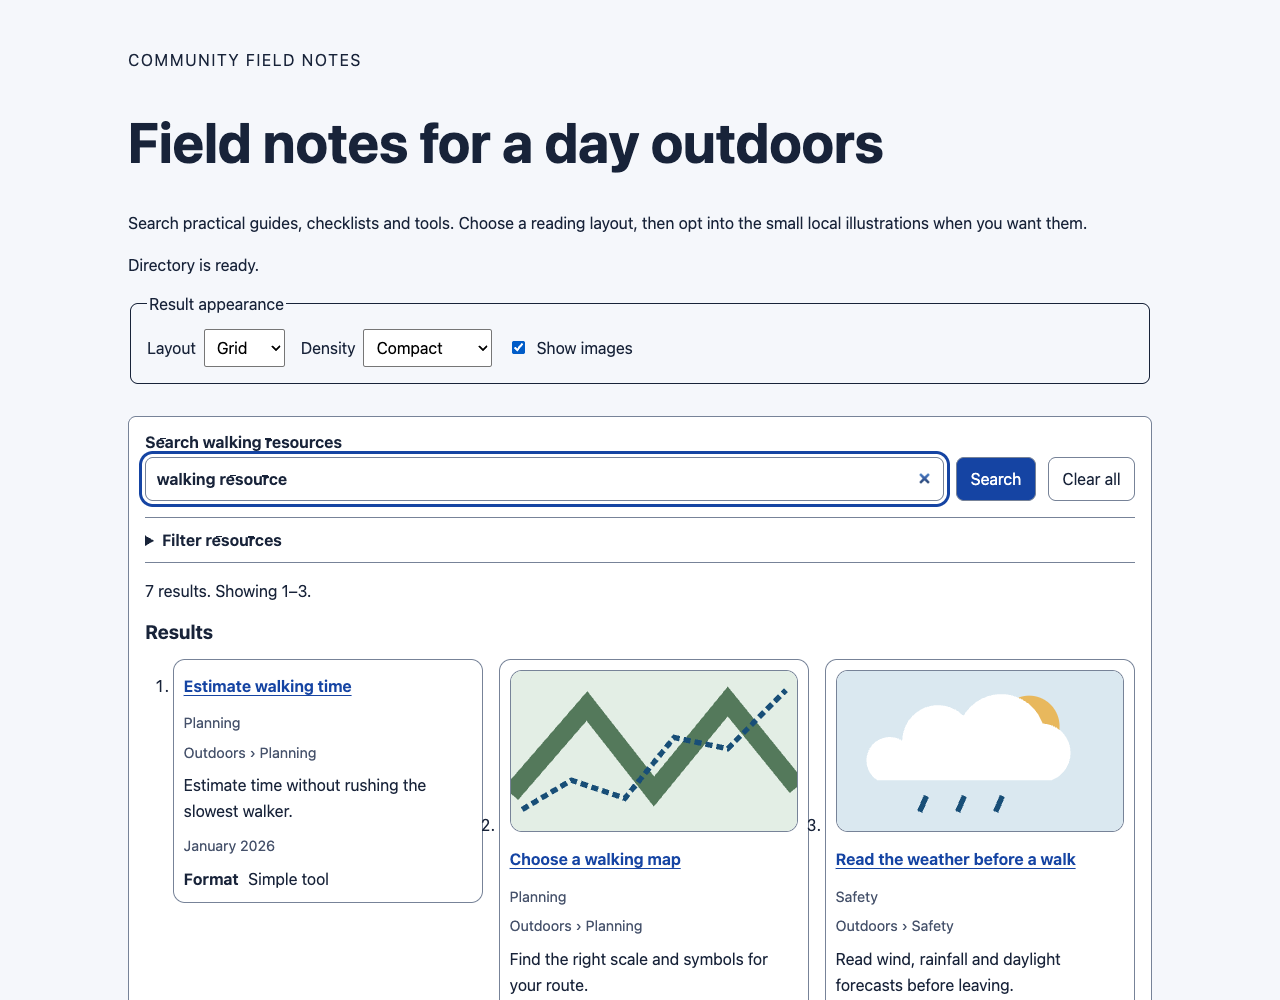 COMMUNITY FIELD NOTES
Field notes for a day outdoors
Search practical guides, checklists and tools. Choose a reading layout, then opt into the small local illustrations when you want them.
Directory is ready.
Result appearance
Layout Grid Density Compact Show images
Search walking resources
walking resource × Search Clear all
Filter resources
7 results. Showing 1–3.
Results
1. Estimate walking time
Planning
Outdoors › Planning
Estimate time without rushing the
slowest walker.
January 2026
Format Simple tool
2. Choose a walking map
Planning
Outdoors › Planning
Find the right scale and symbols for
your route.
3. Read the weather before a walk
Safety
Outdoors › Safety
Read wind, rainfall and daylight
forecasts before leaving.